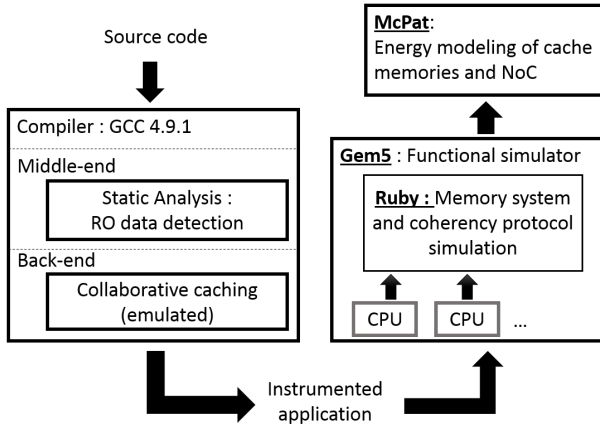 Source code
Compiler : GCC 4.9.1
Middle-end
Static Analysis :
RO data detection
Back-end
Collaborative caching
(emulated)
Instrumented
application
McPat:
Energy modeling of cache
memories and NoC
Gem5 : Functional simulator
Ruby : Memory system
and coherency protocol
simulation
CPU
CPU
...